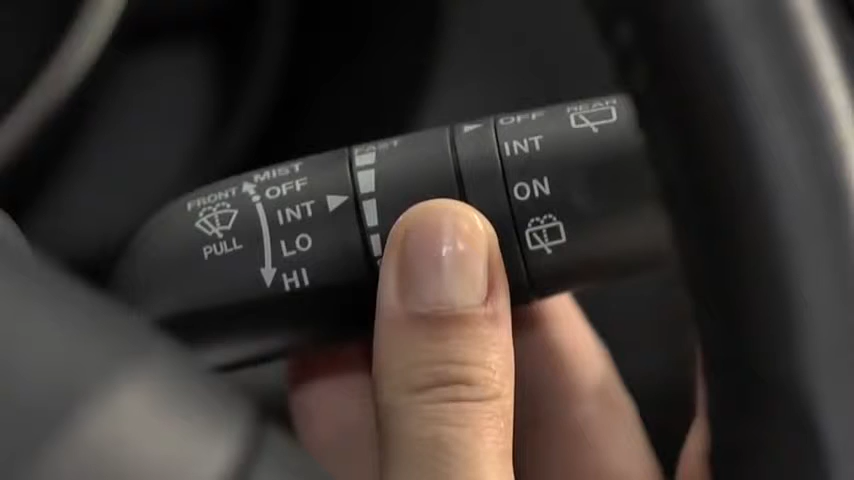 FRONT
MIST
OFF
INT
LO
HI
PULL
FAST
OFF
INT
ON
REAR